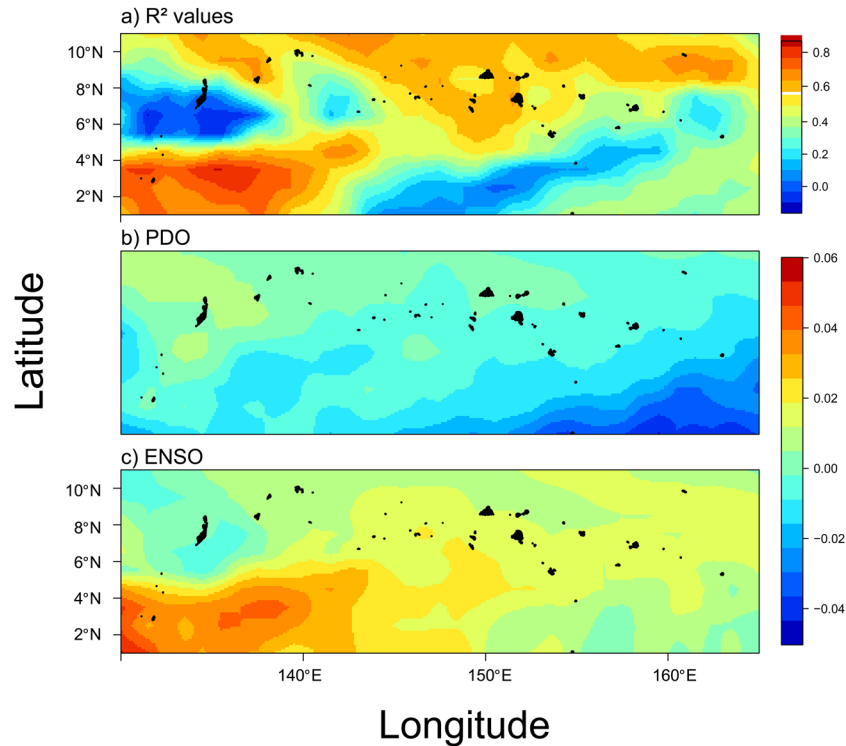 a) R² values
10°N
8°N
6°N
4°N
2°N
0.8
0.6
0.4
0.2
0.0
b) PDO
0.06
0.04
0.02
0.00
−0.02
−0.04
Latitude
c) ENSO
10°N
8°N
6°N
4°N
2°N
140°E
150°E
160°E
Longitude